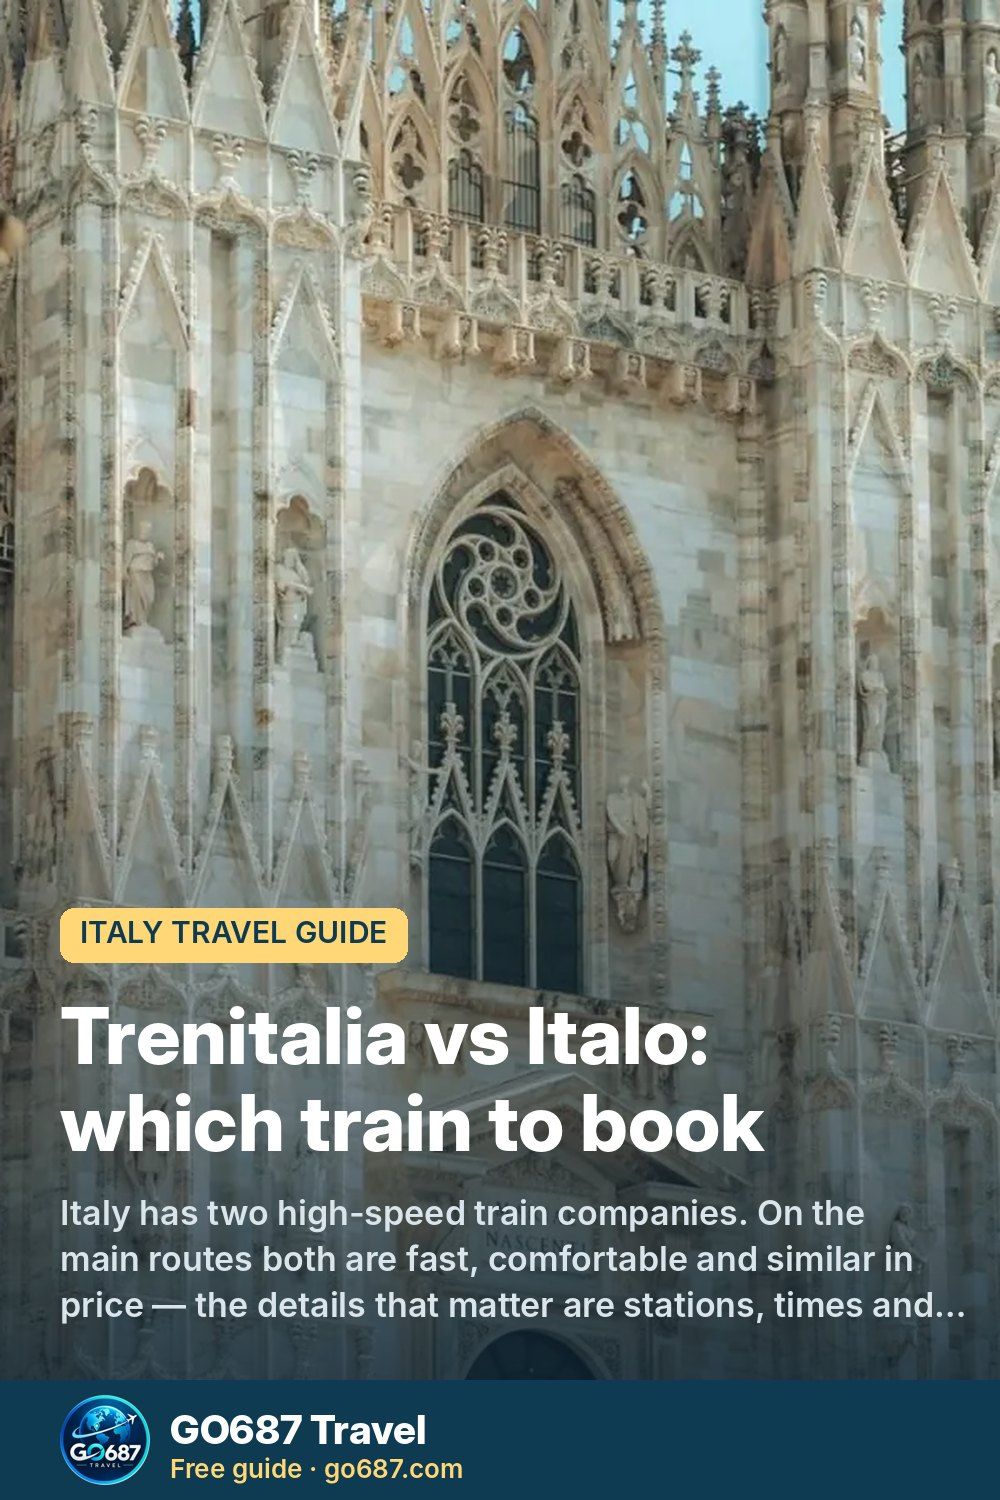 ITALY TRAVEL GUIDE
Trenitalia vs Italo:
which train to book
Italy has two high-speed train companies. On the
main routes both are fast, comfortable and similar in
price — the details that matter are stations, times and...
GO687
TRAVEL
GO687 Travel
Free guide · go687.com